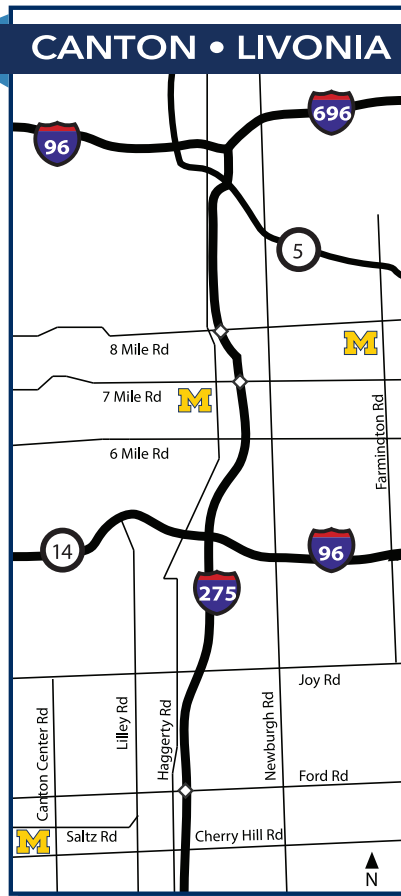 CANTON • LIVONIA
696
96
5
8 Mile Rd
M
7 Mile Rd
M
Farmington Rd
6 Mile Rd
14
96
275
Joy Rd
Canton Center Rd
Lilley Rd
Haggerty Rd
Newburgh Rd
Ford Rd
M
Saltz Rd
Cherry Hill Rd
N